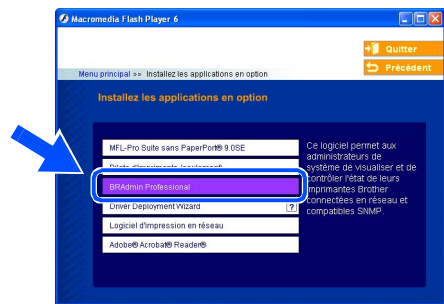 Macromedia Flash Player 6
Quitter
Précédent
Menu principal »» Installez les applications en option
Installez les applications en option
MFL-Pro Suite sans PaperPort® 9.0SE
BRAdmin Professional
Driver Deployment Wizard ?
Logiciel d'impression en réseau
Adobe® Acrobat® Reader®
Ce logiciel permet aux
administrateurs de
système de visualiser et de
contrôler l'état de leurs
imprimantes Brother
connectées en réseau et
compatibles SNMP.